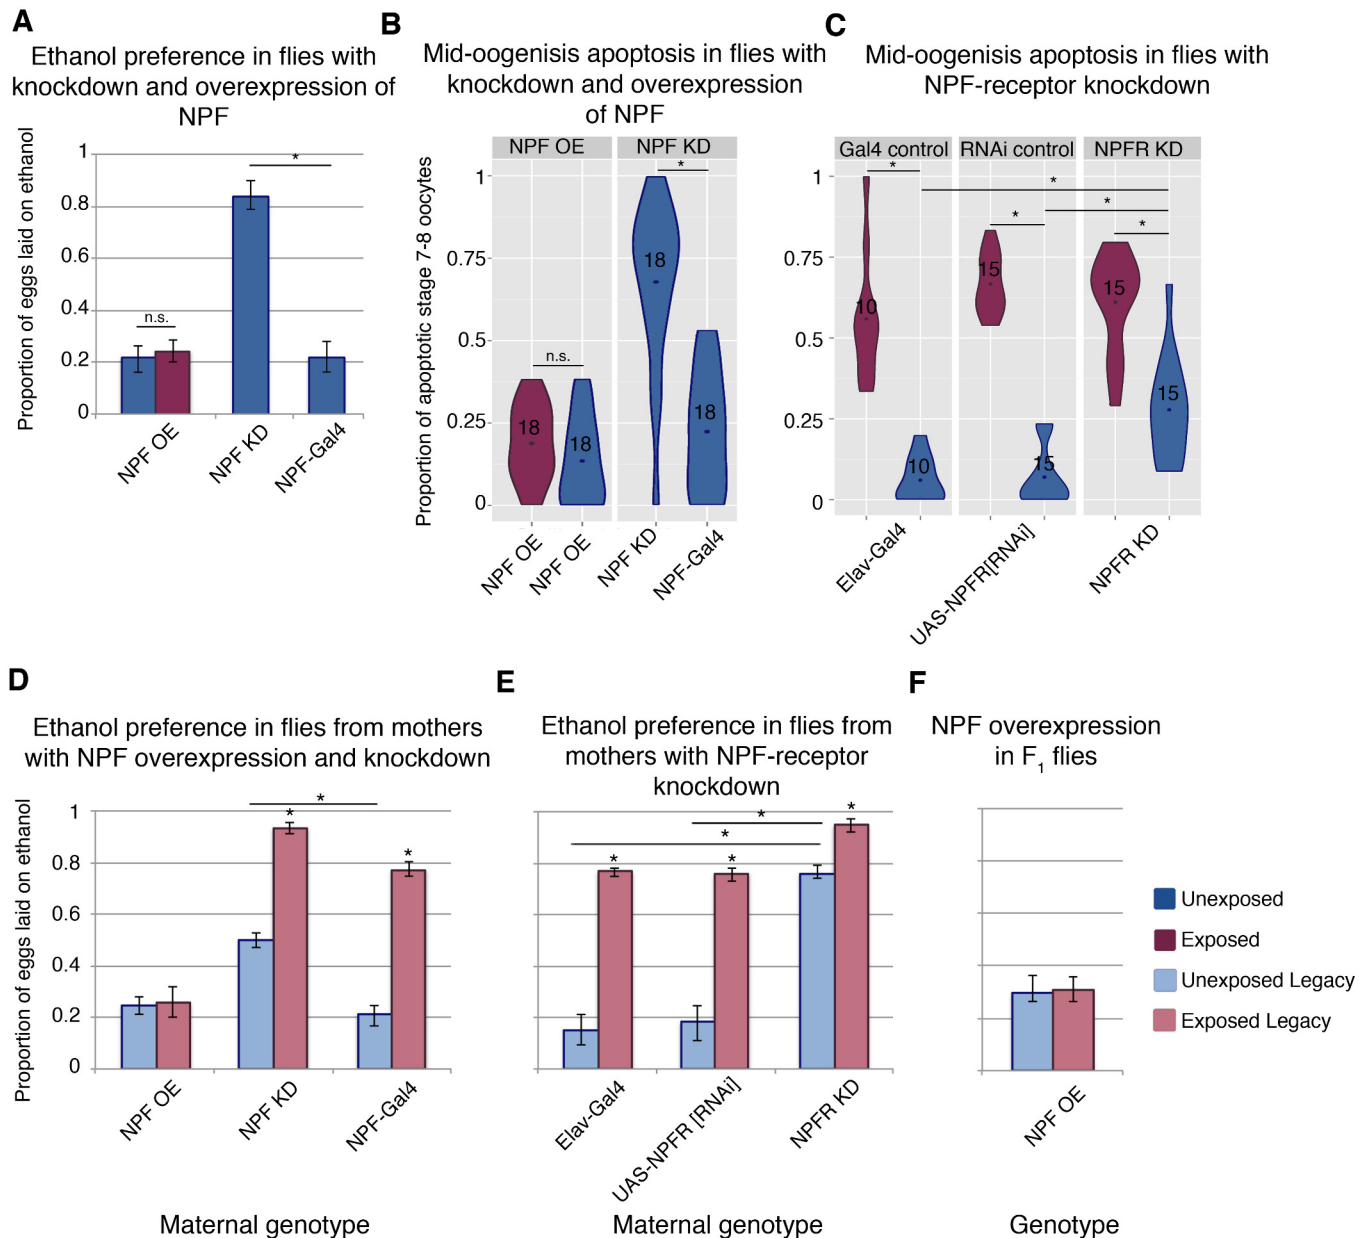 A
Ethanol preference in flies with
knockdown and overexpression of
NPF
Proportion of eggs laid on ethanol
1
0.8
0.6
0.4
0.2
0
n.s.
*
NPF OE
NPF KD
NPF-Gal4
B
Mid-oogenisis apoptosis in flies with
knockdown and overexpression
of NPF
Proportion of apoptotic stage 7-8 oocytes
NPF OE
NPF KD
1
0.75
0.5
0.25
0
n.s.
*
18
18
18
18
NPF OE
NPF OE
NPF KD
NPF-Gal4
C
Mid-oogenisis apoptosis in flies with
NPF-receptor knockdown
Gal4 control
RNAi control
NPFR KD
1
0.75
0.5
0.25
0
*
*
*
*
*
10
10
15
15
15
15
Elav-Gal4
UAS-NPFR[RNAi]
NPFR KD
D
Ethanol preference in flies from mothers
with NPF overexpression and knockdown
Proportion of eggs laid on ethanol
1
0.8
0.6
0.4
0.2
0
*
*
*
NPF OE
NPF KD
NPF-Gal4
Maternal genotype
E
Ethanol preference in flies from
mothers with NPF-receptor
knockdown
*
*
*
*
*
Elav-Gal4
UAS-NPFR [RNAi]
NPFR KD
Maternal genotype
F
NPF overexpression
in F1 flies
NPF OE
Genotype
Unexposed
Exposed
Unexposed Legacy
Exposed Legacy